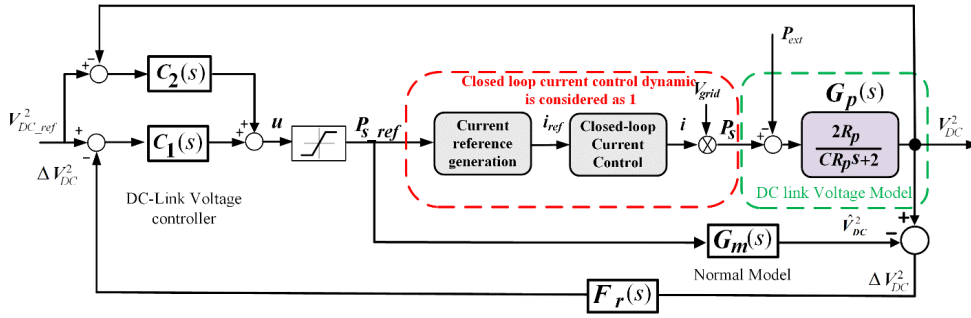 P_ext
C_2(s)
Closed loop current control dynamic
is considered as 1
V_grid
G_p(s)
V²_DC_ref
u
P_s_ref
Current
reference
generation
i_ref
Closed-loop
Current
Control
i
P_s
2R_p
CR_p s+2
V²_DC
C_1(s)
ΔV²_DC
DC-Link Voltage
controller
DC link Voltage Model
G_m(s)
V̂²_DC
Normal Model
ΔV²_DC
F_r(s)